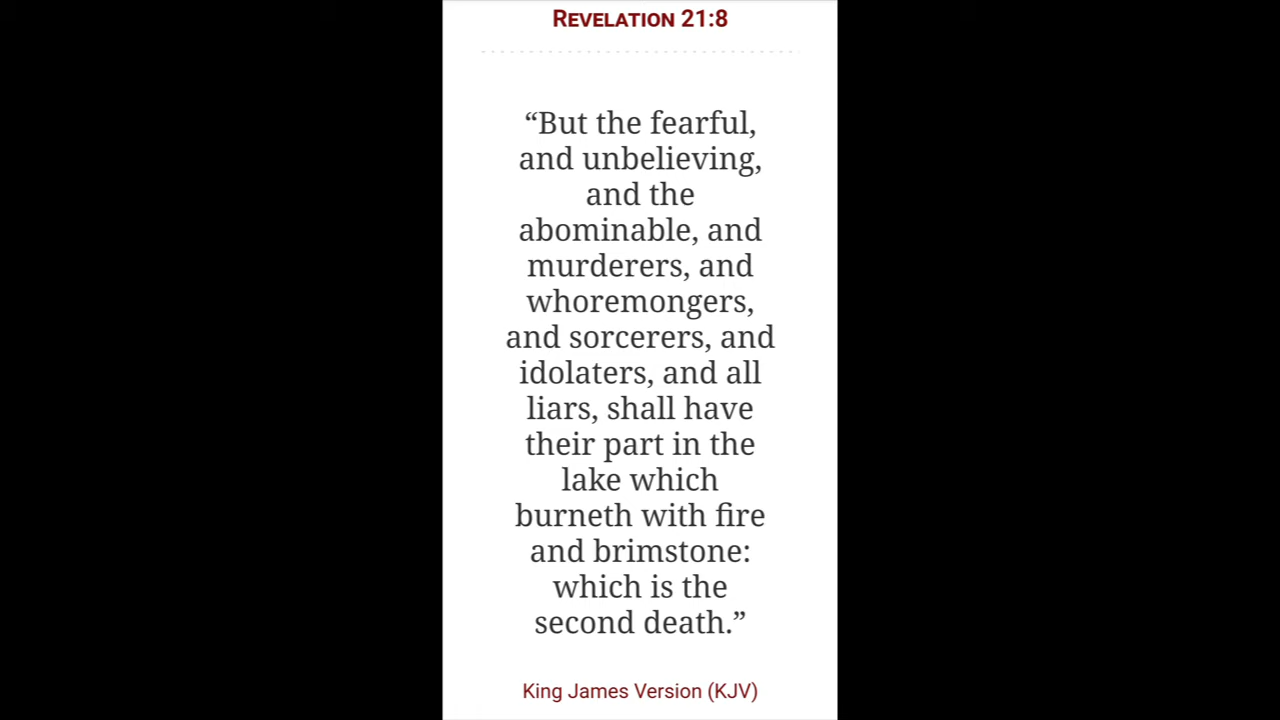 Revelation 21:8
“But the fearful,
and unbelieving,
and the
abominable, and
murderers, and
whoremongers,
and sorcerers, and
idolaters, and all
liars, shall have
their part in the
lake which
burneth with fire
and brimstone:
which is the
second death.”
King James Version (KJV)